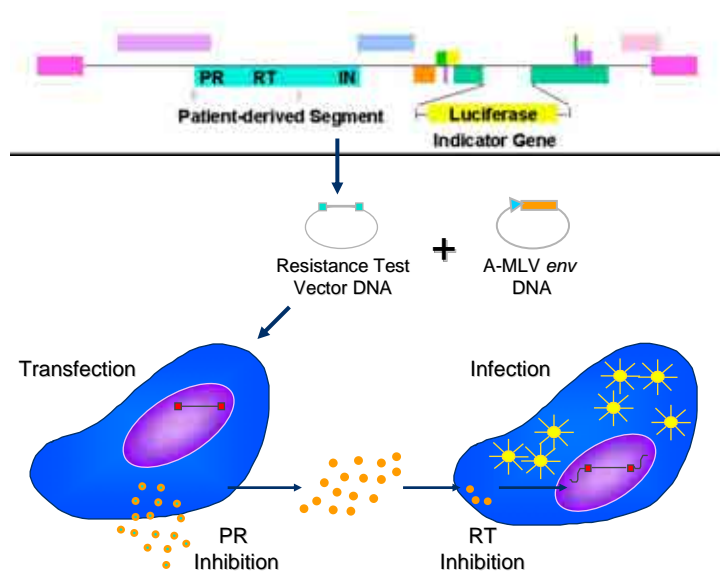 PR RT IN
Patient-derived Segment
Luciferase
Indicator Gene
Resistance Test
Vector DNA
+
A-MLV env
DNA
Transfection
Infection
PR
Inhibition
RT
Inhibition